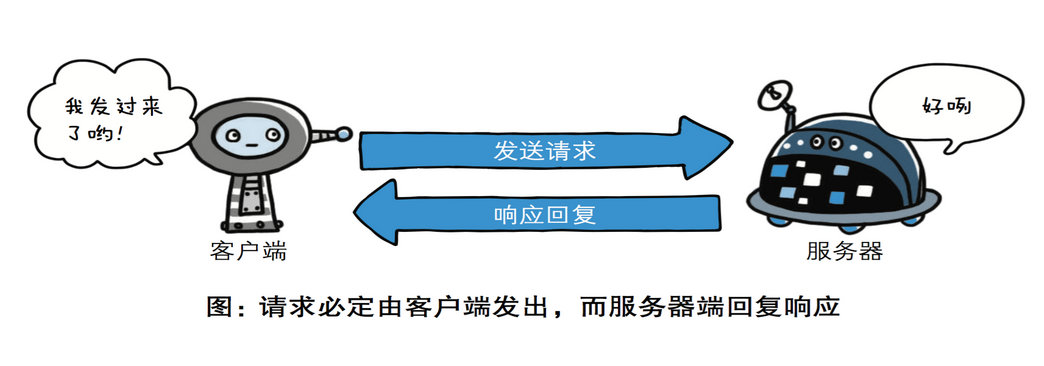 我发过来
了哟！
好咧
发送请求
响应回复
客户端
服务器
图：请求必定由客户端发出，而服务器端回复响应